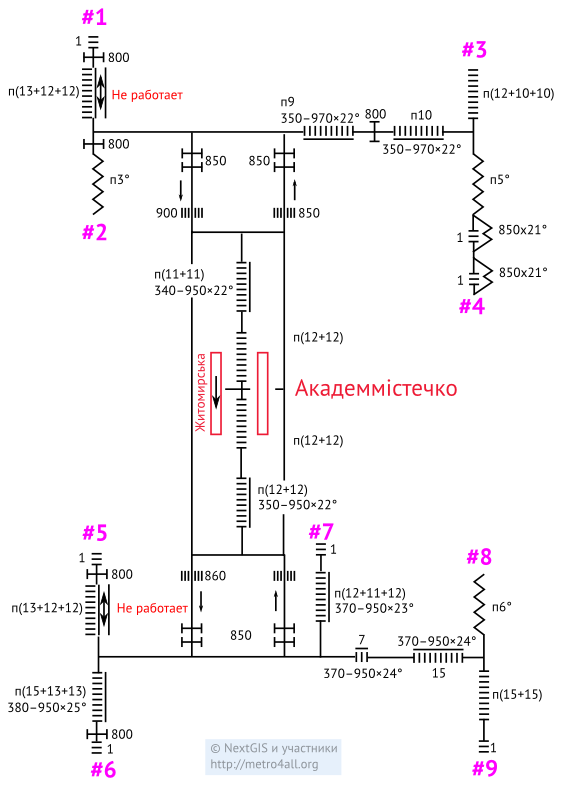 #1
1
800
п(13+12+12)
Не работает
800
п3°
#2
#3
п(12+10+10)
п9
350–970×22°
800
п10
350–970×22°
п5°
850х21°
1
850х21°
1
#4
850
850
900
850
п(11+11)
340–950×22°
п(12+12)
Житомирська
Академмістечко
п(12+12)
п(12+12)
350–950×22°
#5
1
800
п(13+12+12)
Не работает
860
850
#7
1
п(12+11+12)
370–950×23°
#8
п6°
7
370–950×24°
370–950×24°
15
п(15+13+13)
380–950×25°
800
1
#6
п(15+15)
1
#9
© NextGIS и участники
http://metro4all.org